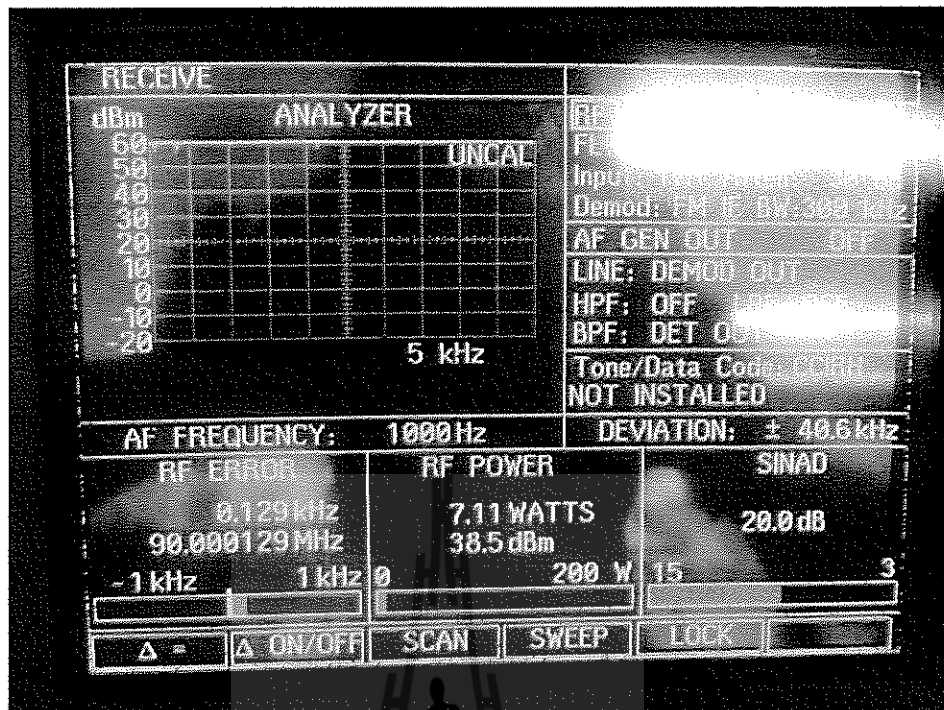 RECEIVE
dBm
ANALYZER
60
UNCAL
50
40
30
20
10
0
-10
-20
5 kHz
Demod: FM IF BW: 300 kHz
AF GEN OUT OFF
LINE: DEMOD OUT
HPF: OFF
BPF: DET
Tone/Data
NOT INSTALLED
AF FREQUENCY: 1000 Hz
DEVIATION: ± 40.6 kHz
RF ERROR
0.129 kHz
90.000129 MHz
-1 kHz 1 kHz
RF POWER
7.11 WATTS
38.5 dBm
0 200 W
SINAD
20.0 dB
15 3
Δ =
Δ ON/OFF
SCAN
SWEEP
LOCK